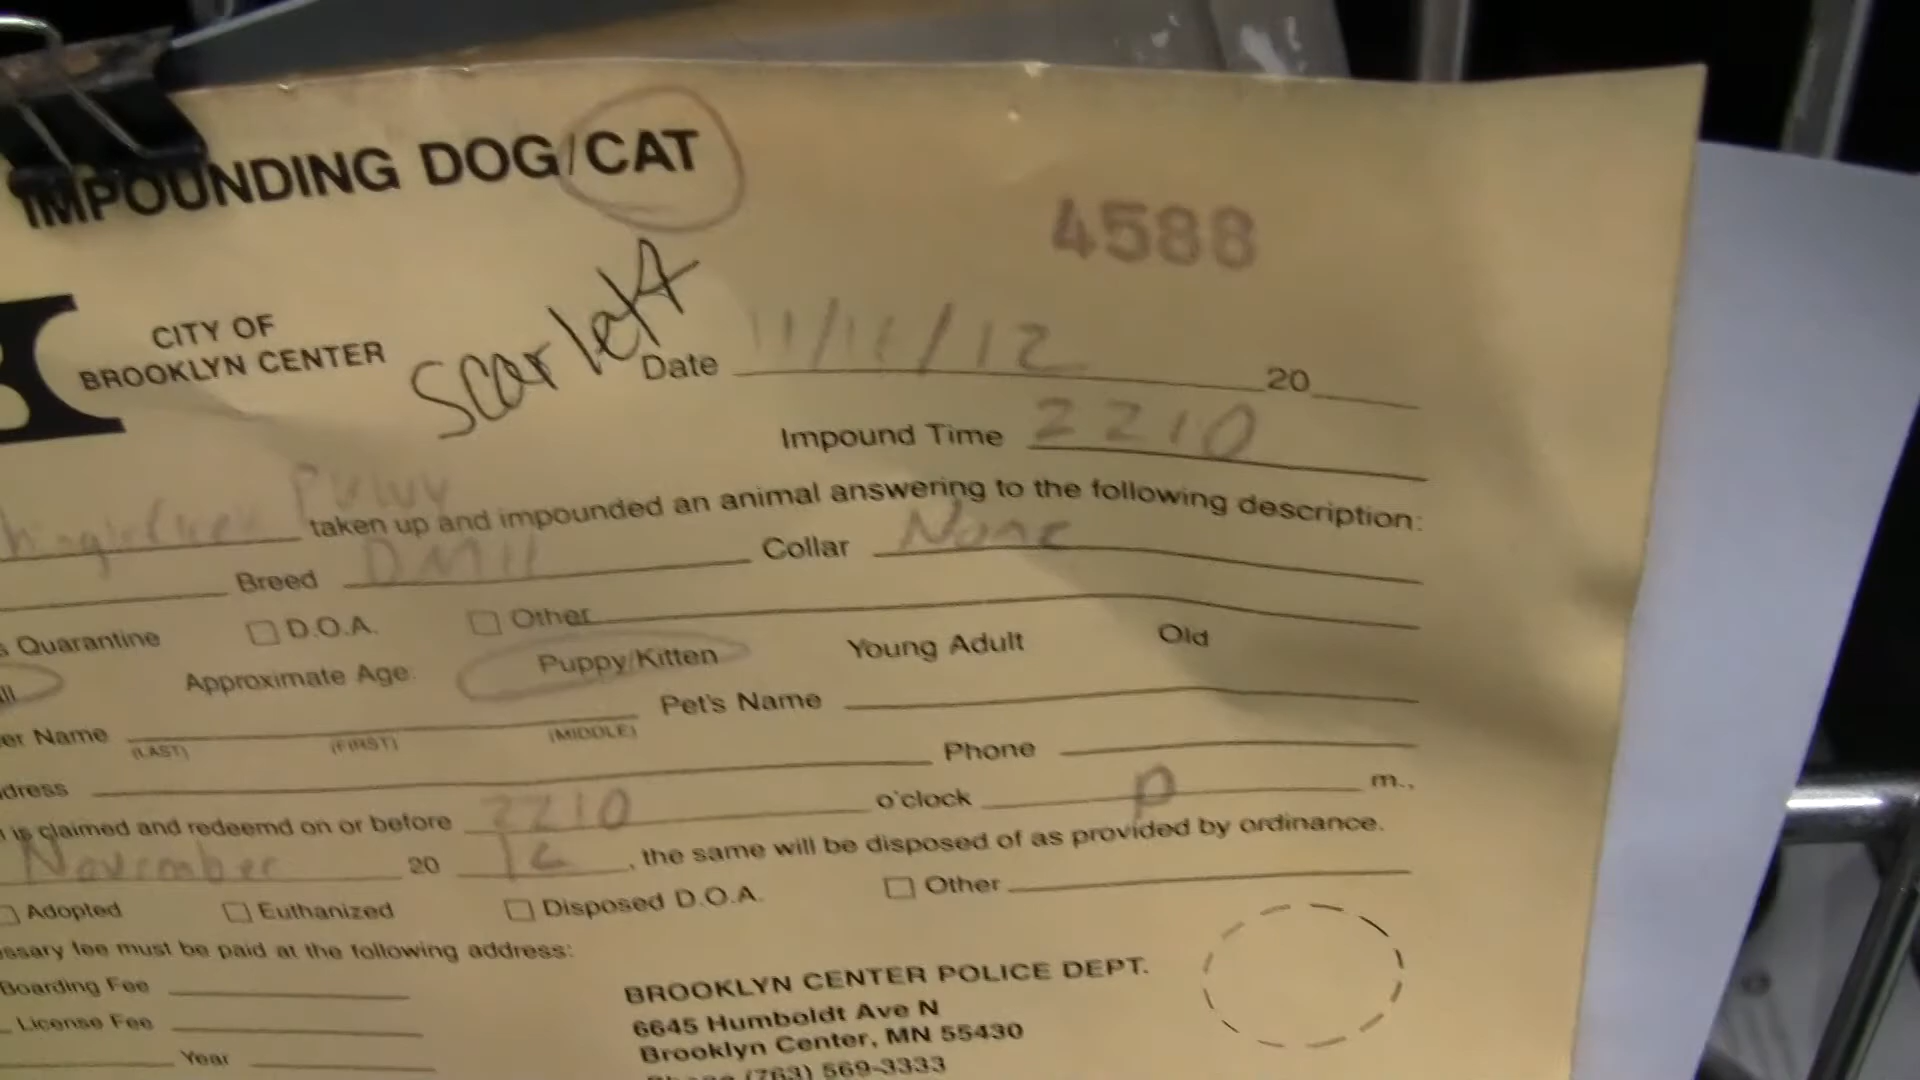 IMPOUNDING DOG/CAT
4588
CITY OF
BROOKLYN CENTER
Scarlett
Date 11/11/12 20
Impound Time 2210
taken up and impounded an animal answering to the following description:
Breed Collar None
Quarantine D.O.A. Other
Approximate Age: Puppy/Kitten Young Adult Old
Name Pet's Name
(LAST) (FIRST) (MIDDLE)
Phone
is claimed and redeemd on or before 2210 o'clock p m.,
November 20 12, the same will be disposed of as provided by ordinance.
Adopted Euthanized Disposed D.O.A. Other
fee must be paid at the following address:
Boarding Fee
License Fee
Year
BROOKLYN CENTER POLICE DEPT.
6645 Humboldt Ave N
Brooklyn Center, MN 55430
Phone (763) 569-3333